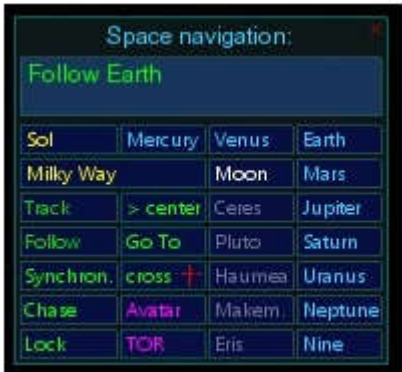 Space navigation:
Follow Earth
Sol Mercury Venus Earth
Milky Way Moon Mars
Track > center Ceres Jupiter
Follow Go To Pluto Saturn
Synchron. cross Haumea Uranus
Chase Avatar Makem. Neptune
Lock TOR Eris Nine